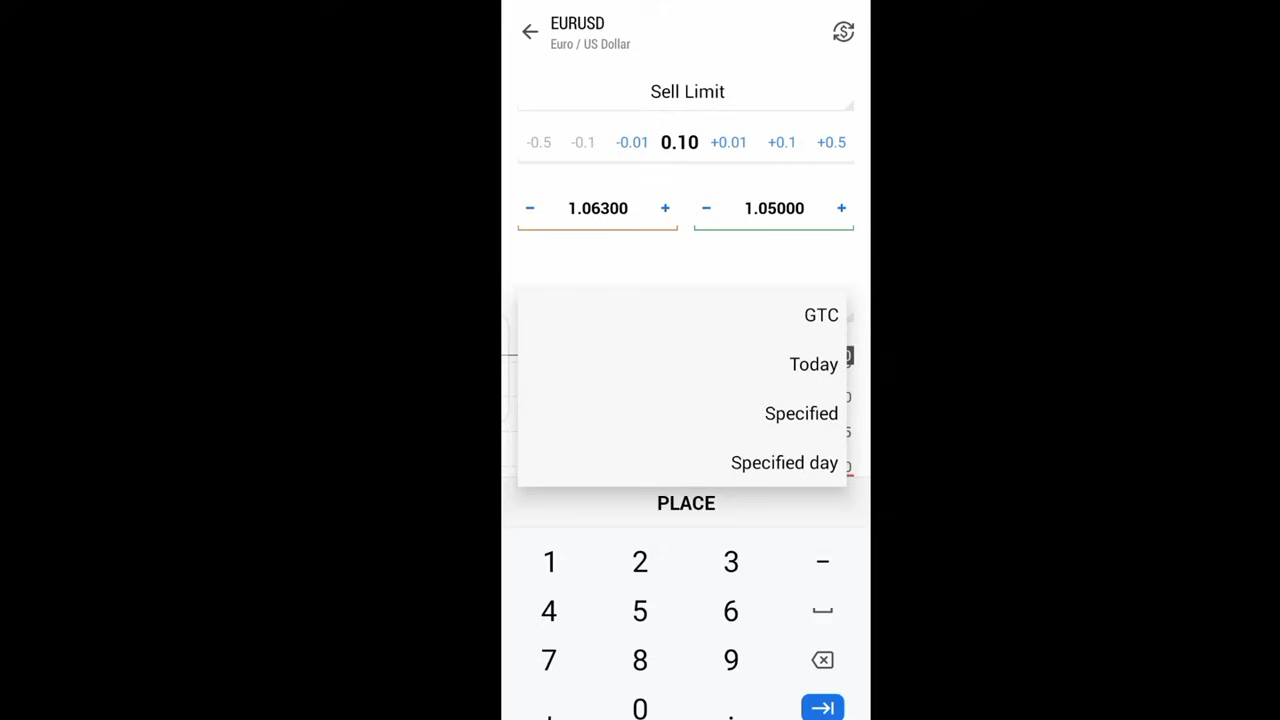 EURUSD
Euro / US Dollar
Sell Limit
-0.5 -0.1 -0.01 0.10 +0.01 +0.1 +0.5
- 1.06300 + - 1.05000 +
GTC
Today
Specified
Specified day
PLACE
1 2 3 -
4 5 6
7 8 9
, 0 .